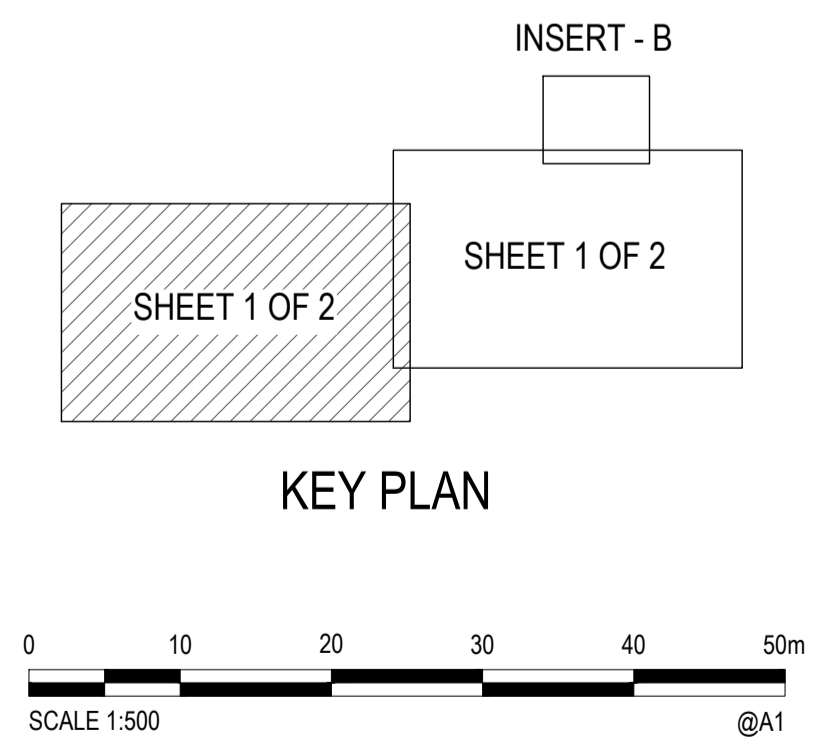 INSERT - B
SHEET 1 OF 2
SHEET 1 OF 2
KEY PLAN
0 10 20 30 40 50m
SCALE 1:500 @A1